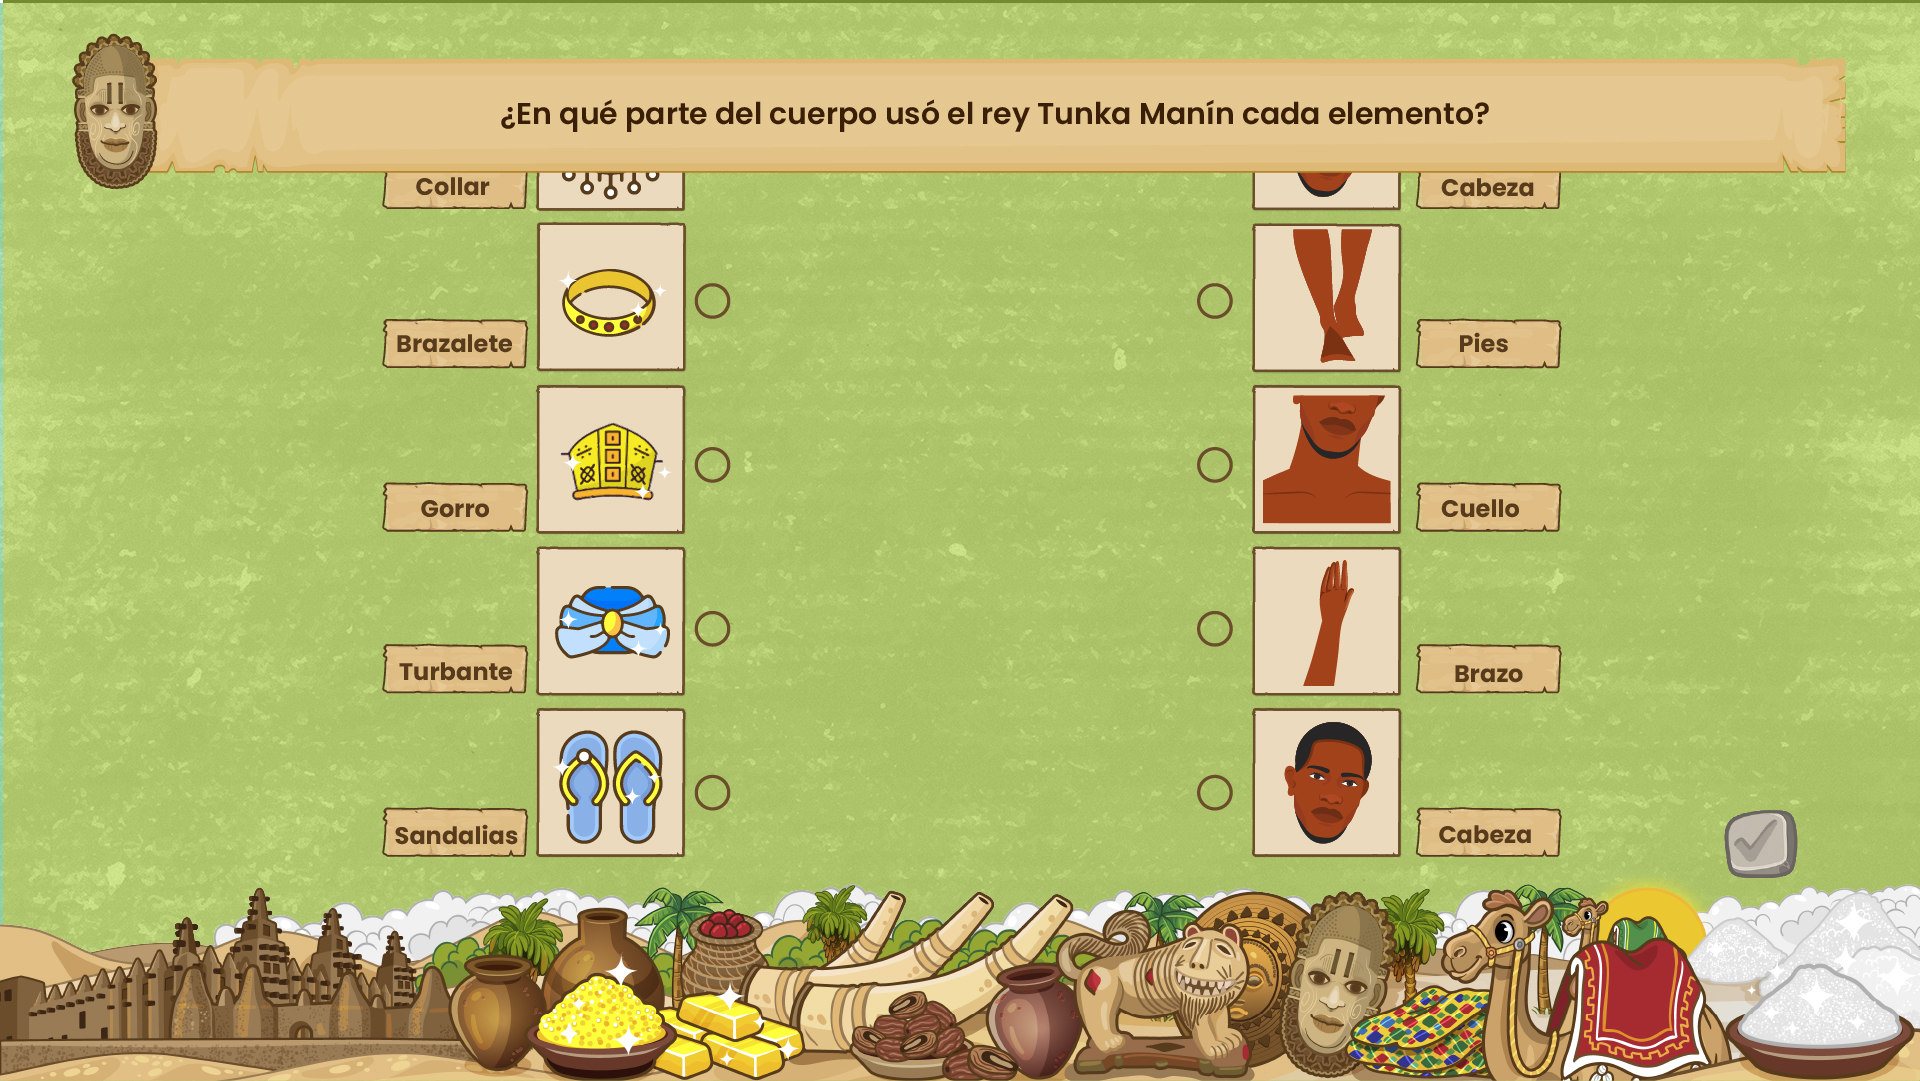 ¿En qué parte del cuerpo usó el rey Tunka Manín cada elemento?
Collar
Cabeza
Brazalete
Pies
Gorro
Cuello
Turbante
Brazo
Sandalias
Cabeza